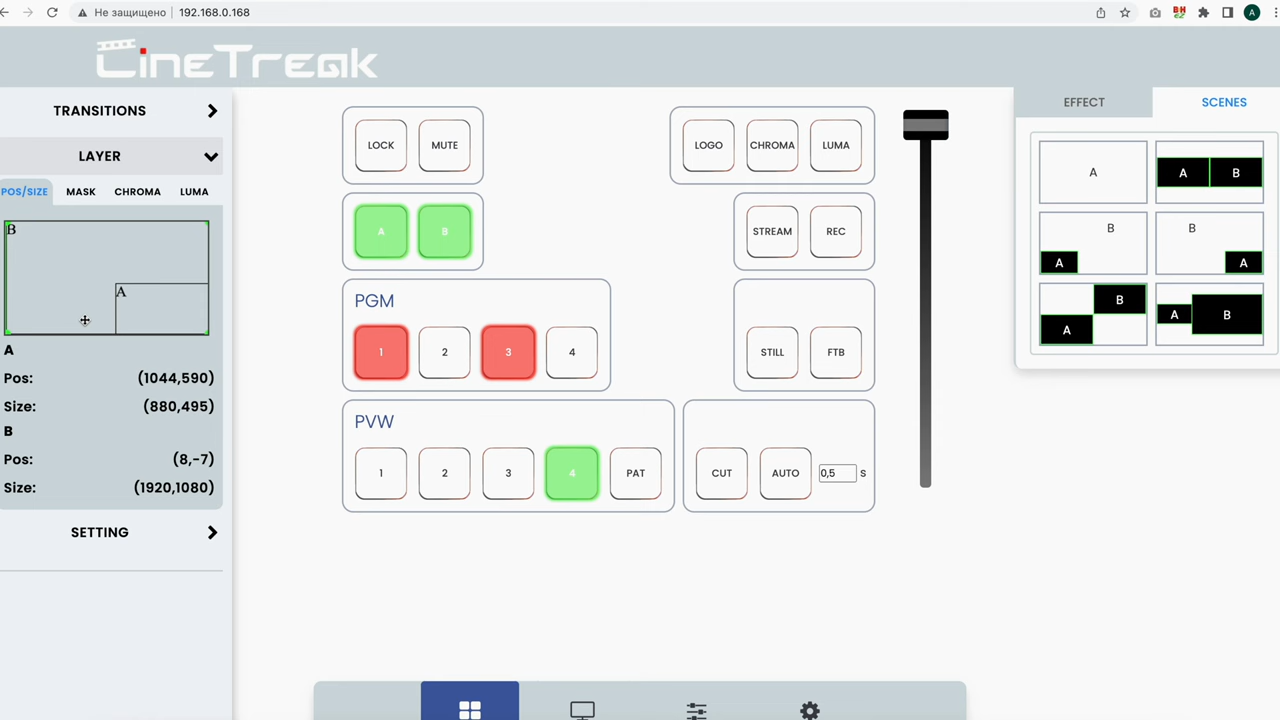 Не защищено | 192.168.0.168
A
CineTreak
TRANSITIONS
LAYER
POS/SIZE MASK CHROMA LUMA
B
A
A
Pos: (1044,590)
Size: (880,495)
B
Pos: (8,-7)
Size: (1920,1080)
SETTING
LOCK MUTE
A B
PGM
1 2 3 4
PVW
1 2 3 4 PAT
LOGO CHROMA LUMA
STREAM REC
STILL FTB
CUT AUTO 0,5 S
EFFECT SCENES
A A B
B B
A A
B A B
A